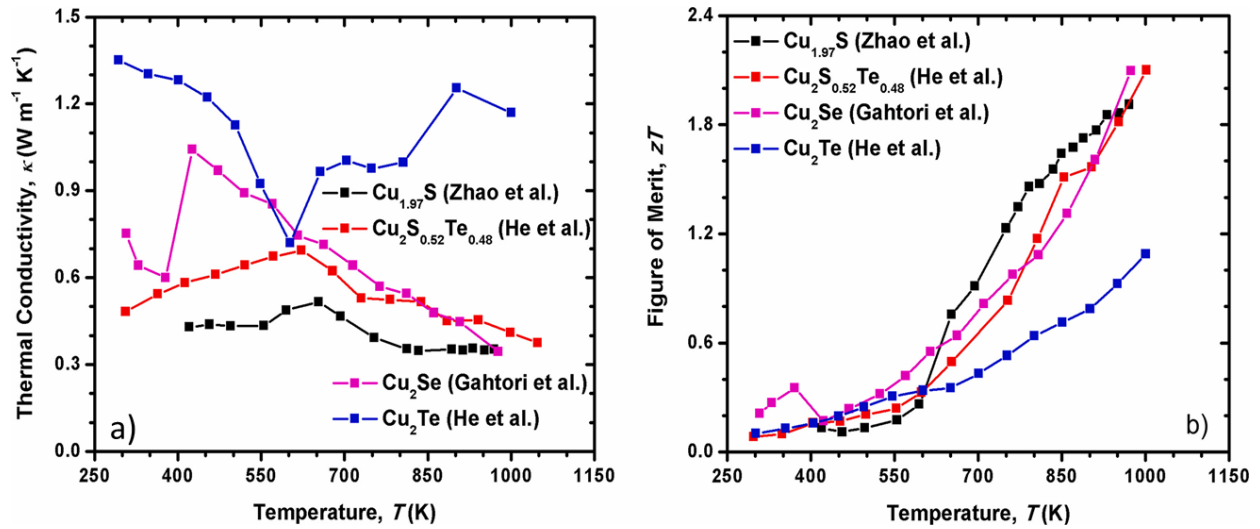 Thermal Conductivity, κ (W m⁻¹ K⁻¹)
1.5
1.2
0.9
0.6
0.3
0.0
Cu₁.₉₇S (Zhao et al.)
Cu₂S₀.₅₂Te₀.₄₈ (He et al.)
Cu₂Se (Gahtori et al.)
Cu₂Te (He et al.)
a)
250 400 550 700 850 1000 1150
Temperature, T (K)
Figure of Merit, zT
2.4
1.8
1.2
0.6
0.0
Cu₁.₉₇S (Zhao et al.)
Cu₂S₀.₅₂Te₀.₄₈ (He et al.)
Cu₂Se (Gahtori et al.)
Cu₂Te (He et al.)
b)
250 400 550 700 850 1000 1150
Temperature, T (K)